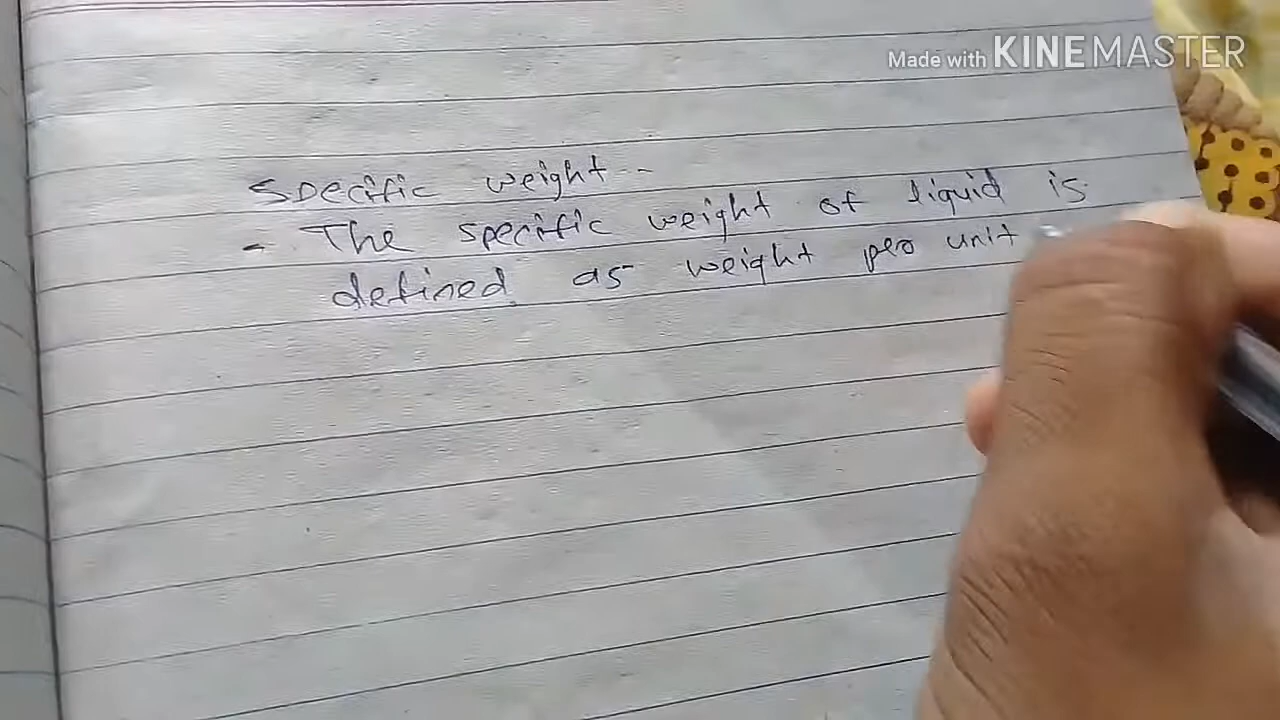 Made with KINEMASTER
Specific weight --
- The specific weight of liquid is
defined as weight per unit